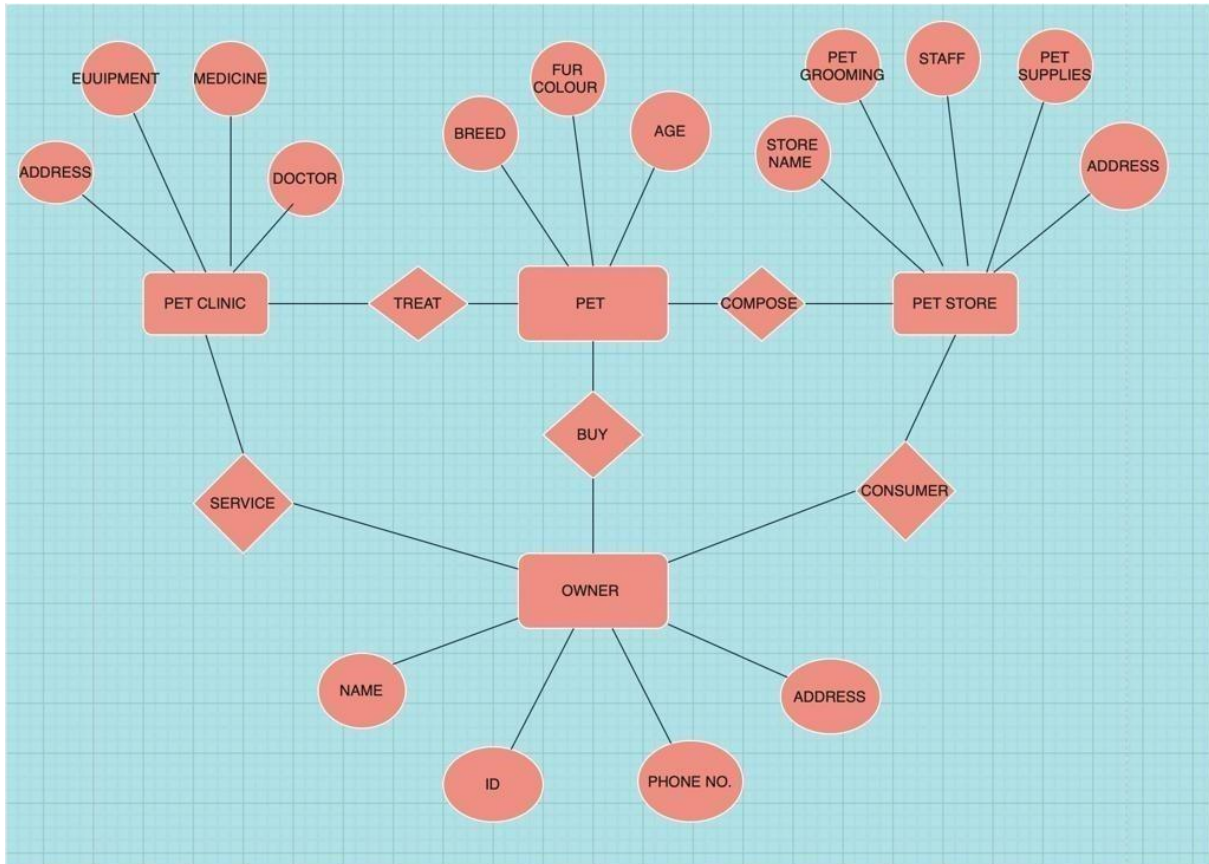 EUUIPMENT
MEDICINE
ADDRESS
DOCTOR
FUR
COLOUR
BREED
AGE
PET
GROOMING
STAFF
PET
SUPPLIES
STORE
NAME
ADDRESS
PET CLINIC
TREAT
PET
COMPOSE
PET STORE
BUY
SERVICE
CONSUMER
OWNER
NAME
ADDRESS
ID
PHONE NO.